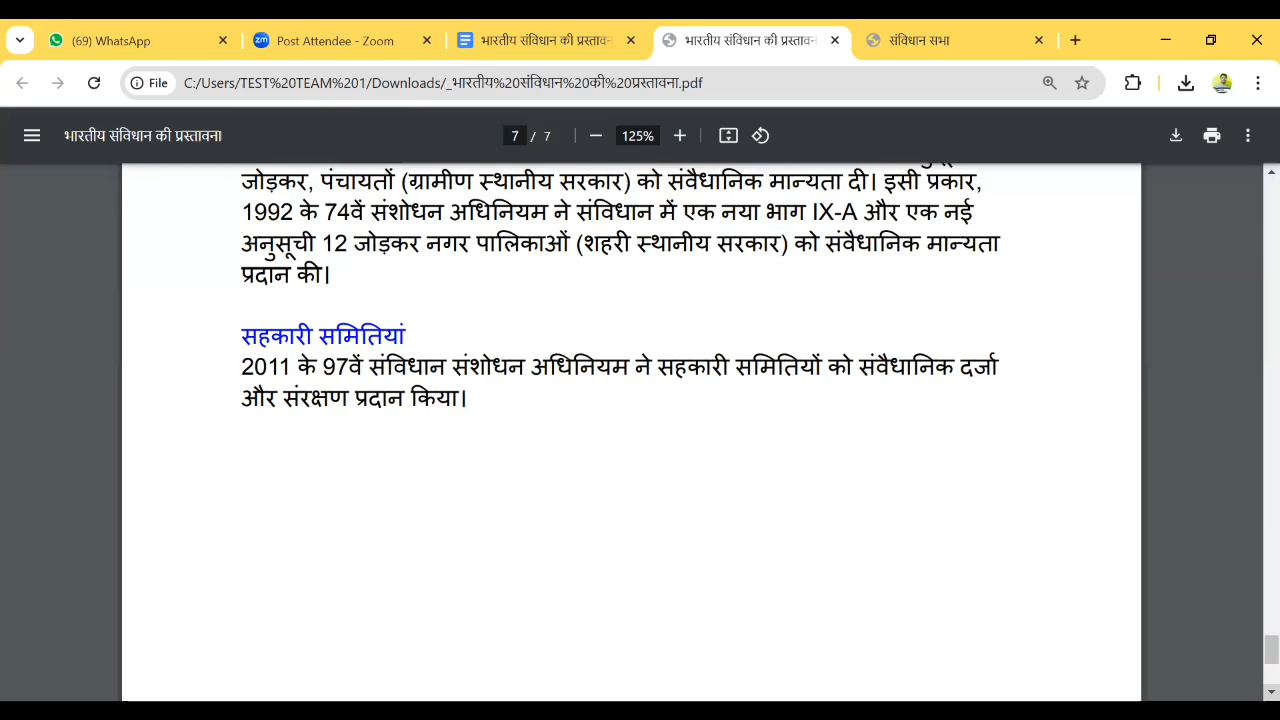 (69) WhatsApp
Post Attendee - Zoom
भारतीय संविधान की प्रस्तावन
भारतीय संविधान की प्रस्तावन
संविधान सभा
File
C:/Users/TEST%20TEAM%201/Downloads/_भारतीय%20संविधान%20की%20प्रस्तावना.pdf
भारतीय संविधान की प्रस्तावना
7 / 7
125%
जोड़कर, पंचायतों (ग्रामीण स्थानीय सरकार) को संवैधानिक मान्यता दी। इसी प्रकार,
1992 के 74वें संशोधन अधिनियम ने संविधान में एक नया भाग IX-A और एक नई
अनुसूची 12 जोड़कर नगर पालिकाओं (शहरी स्थानीय सरकार) को संवैधानिक मान्यता
प्रदान की।
सहकारी समितियां
2011 के 97वें संविधान संशोधन अधिनियम ने सहकारी समितियों को संवैधानिक दर्जा
और संरक्षण प्रदान किया।